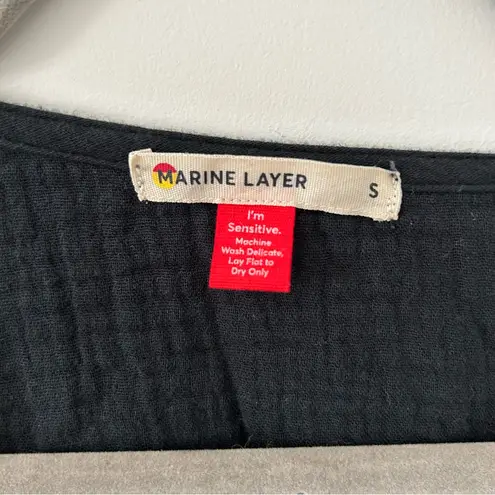 MARINE LAYER S
I'm
Sensitive.
Machine
Wash Delicate,
Lay Flat to
Dry Only